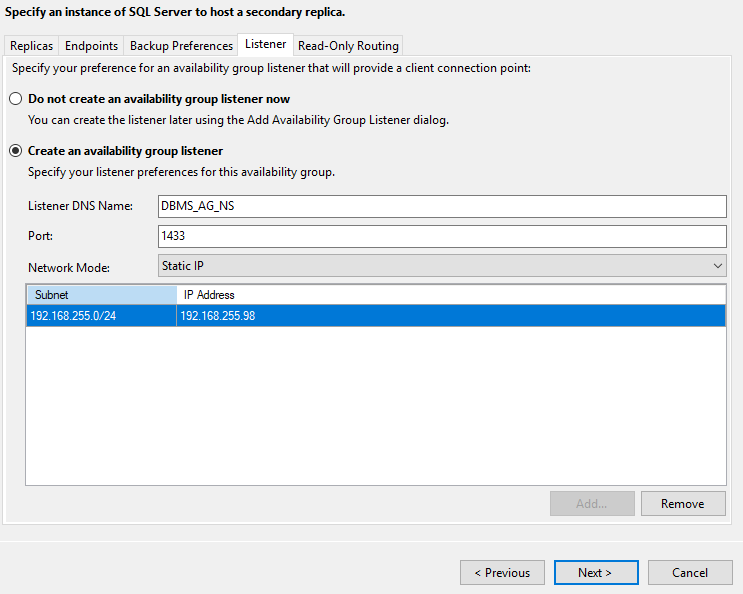 Specify an instance of SQL Server to host a secondary replica.
Replicas Endpoints Backup Preferences Listener Read-Only Routing
Specify your preference for an availability group listener that will provide a client connection point:
Do not create an availability group listener now
You can create the listener later using the Add Availability Group Listener dialog.
Create an availability group listener
Specify your listener preferences for this availability group.
Listener DNS Name: DBMS_AG_NS
Port: 1433
Network Mode: Static IP
Subnet IP Address
192.168.255.0/24 192.168.255.98
Add... Remove
< Previous Next > Cancel